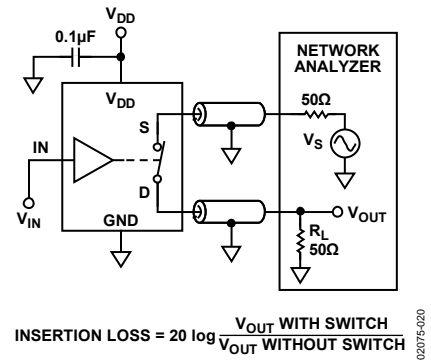 VDD
0.1µF
NETWORK
ANALYZER
VDD
50Ω
S
VS
IN
D
VOUT
VIN
GND
RL
50Ω
INSERTION LOSS = 20 log VOUT WITH SWITCH
VOUT WITHOUT SWITCH
02075-020